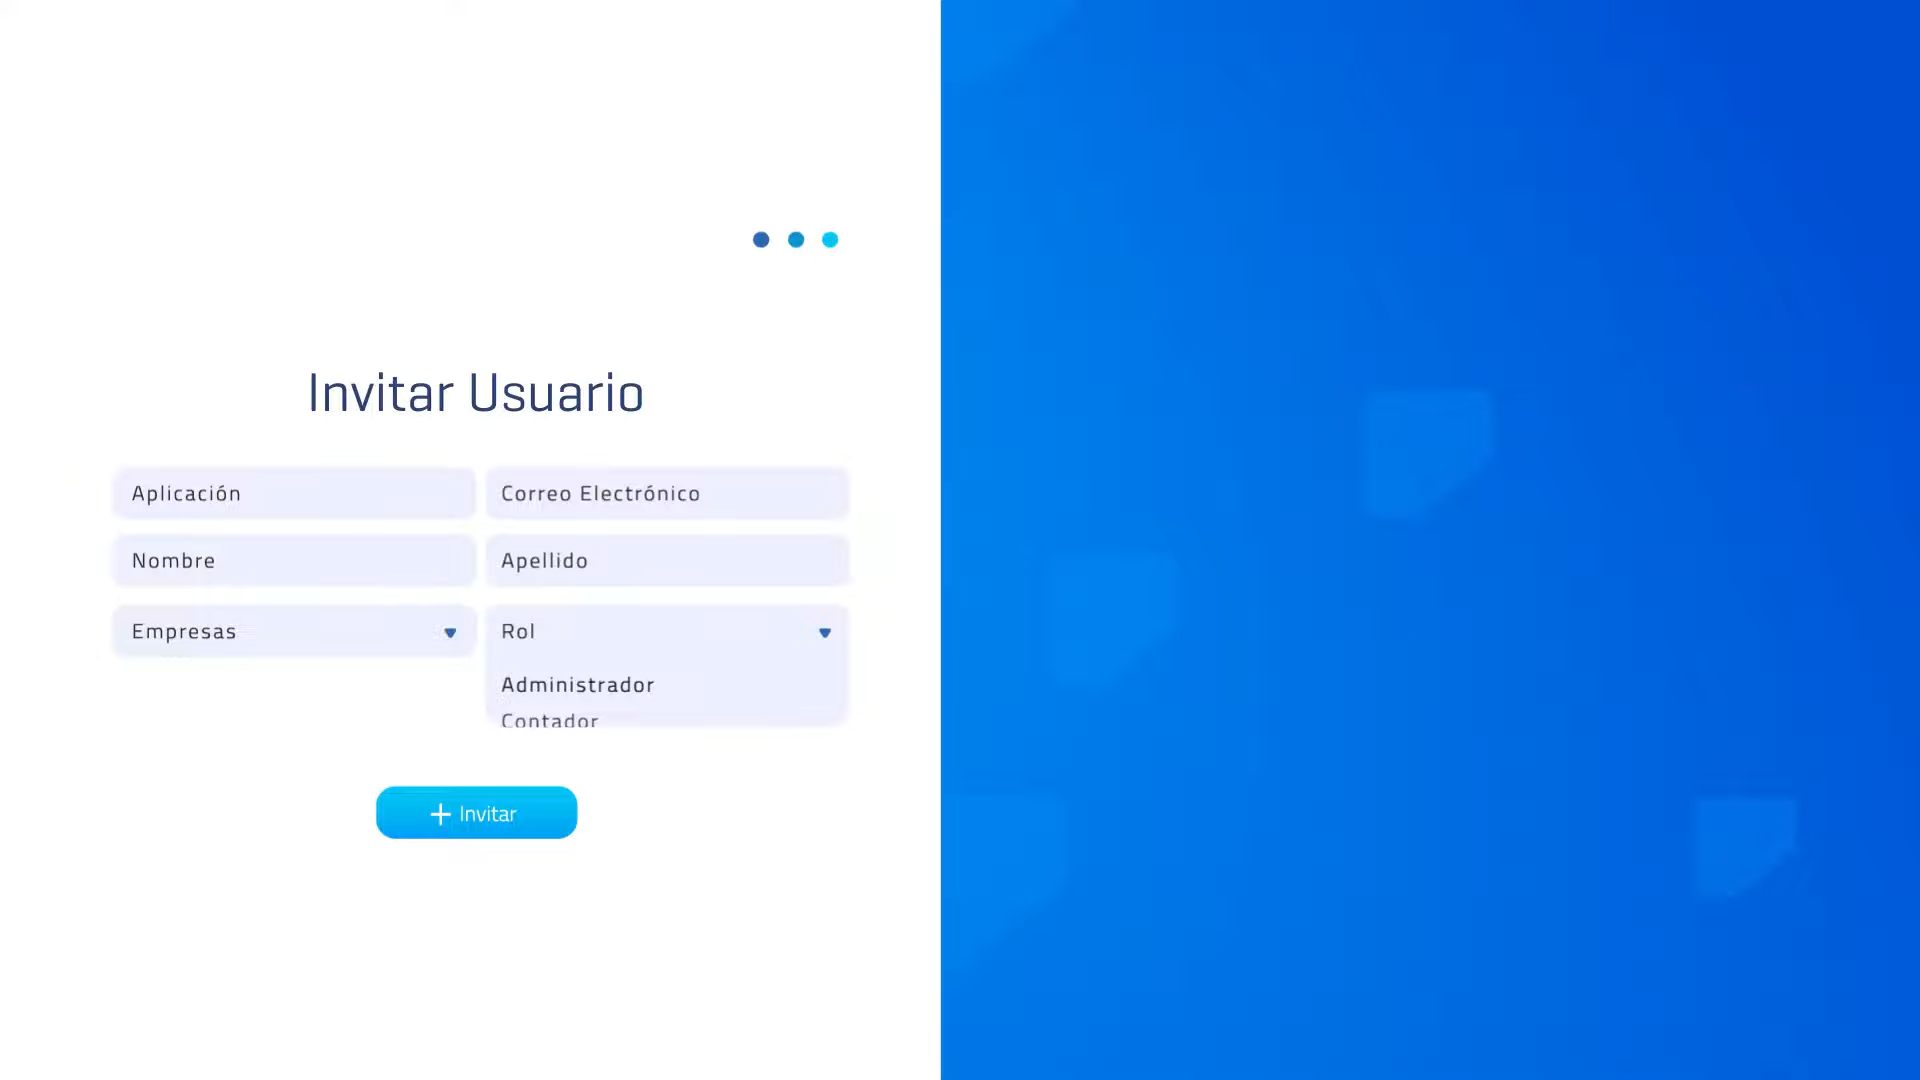 Invitar Usuario
Aplicación
Correo Electrónico
Nombre
Apellido
Empresas
Rol
Administrador
Contador
Invitar